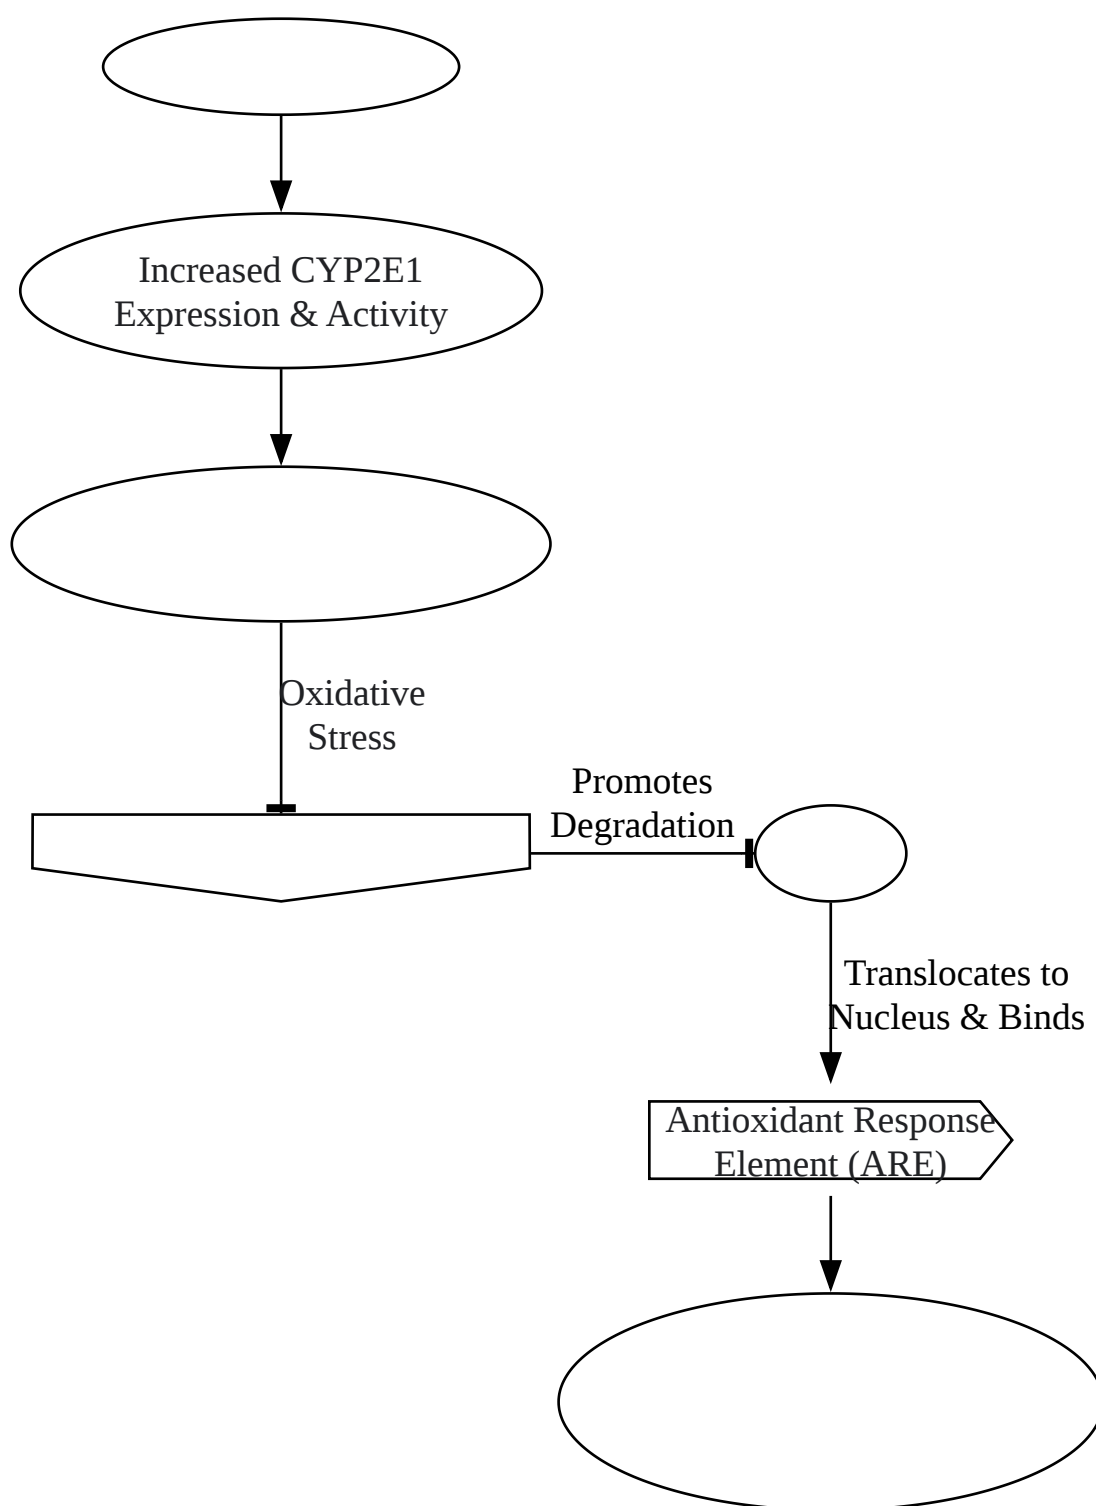 Increased CYP2E1
Expression & Activity
Oxidative
Stress
Promotes
Degradation
Translocates to
Nucleus & Binds
Antioxidant Response
Element (ARE)